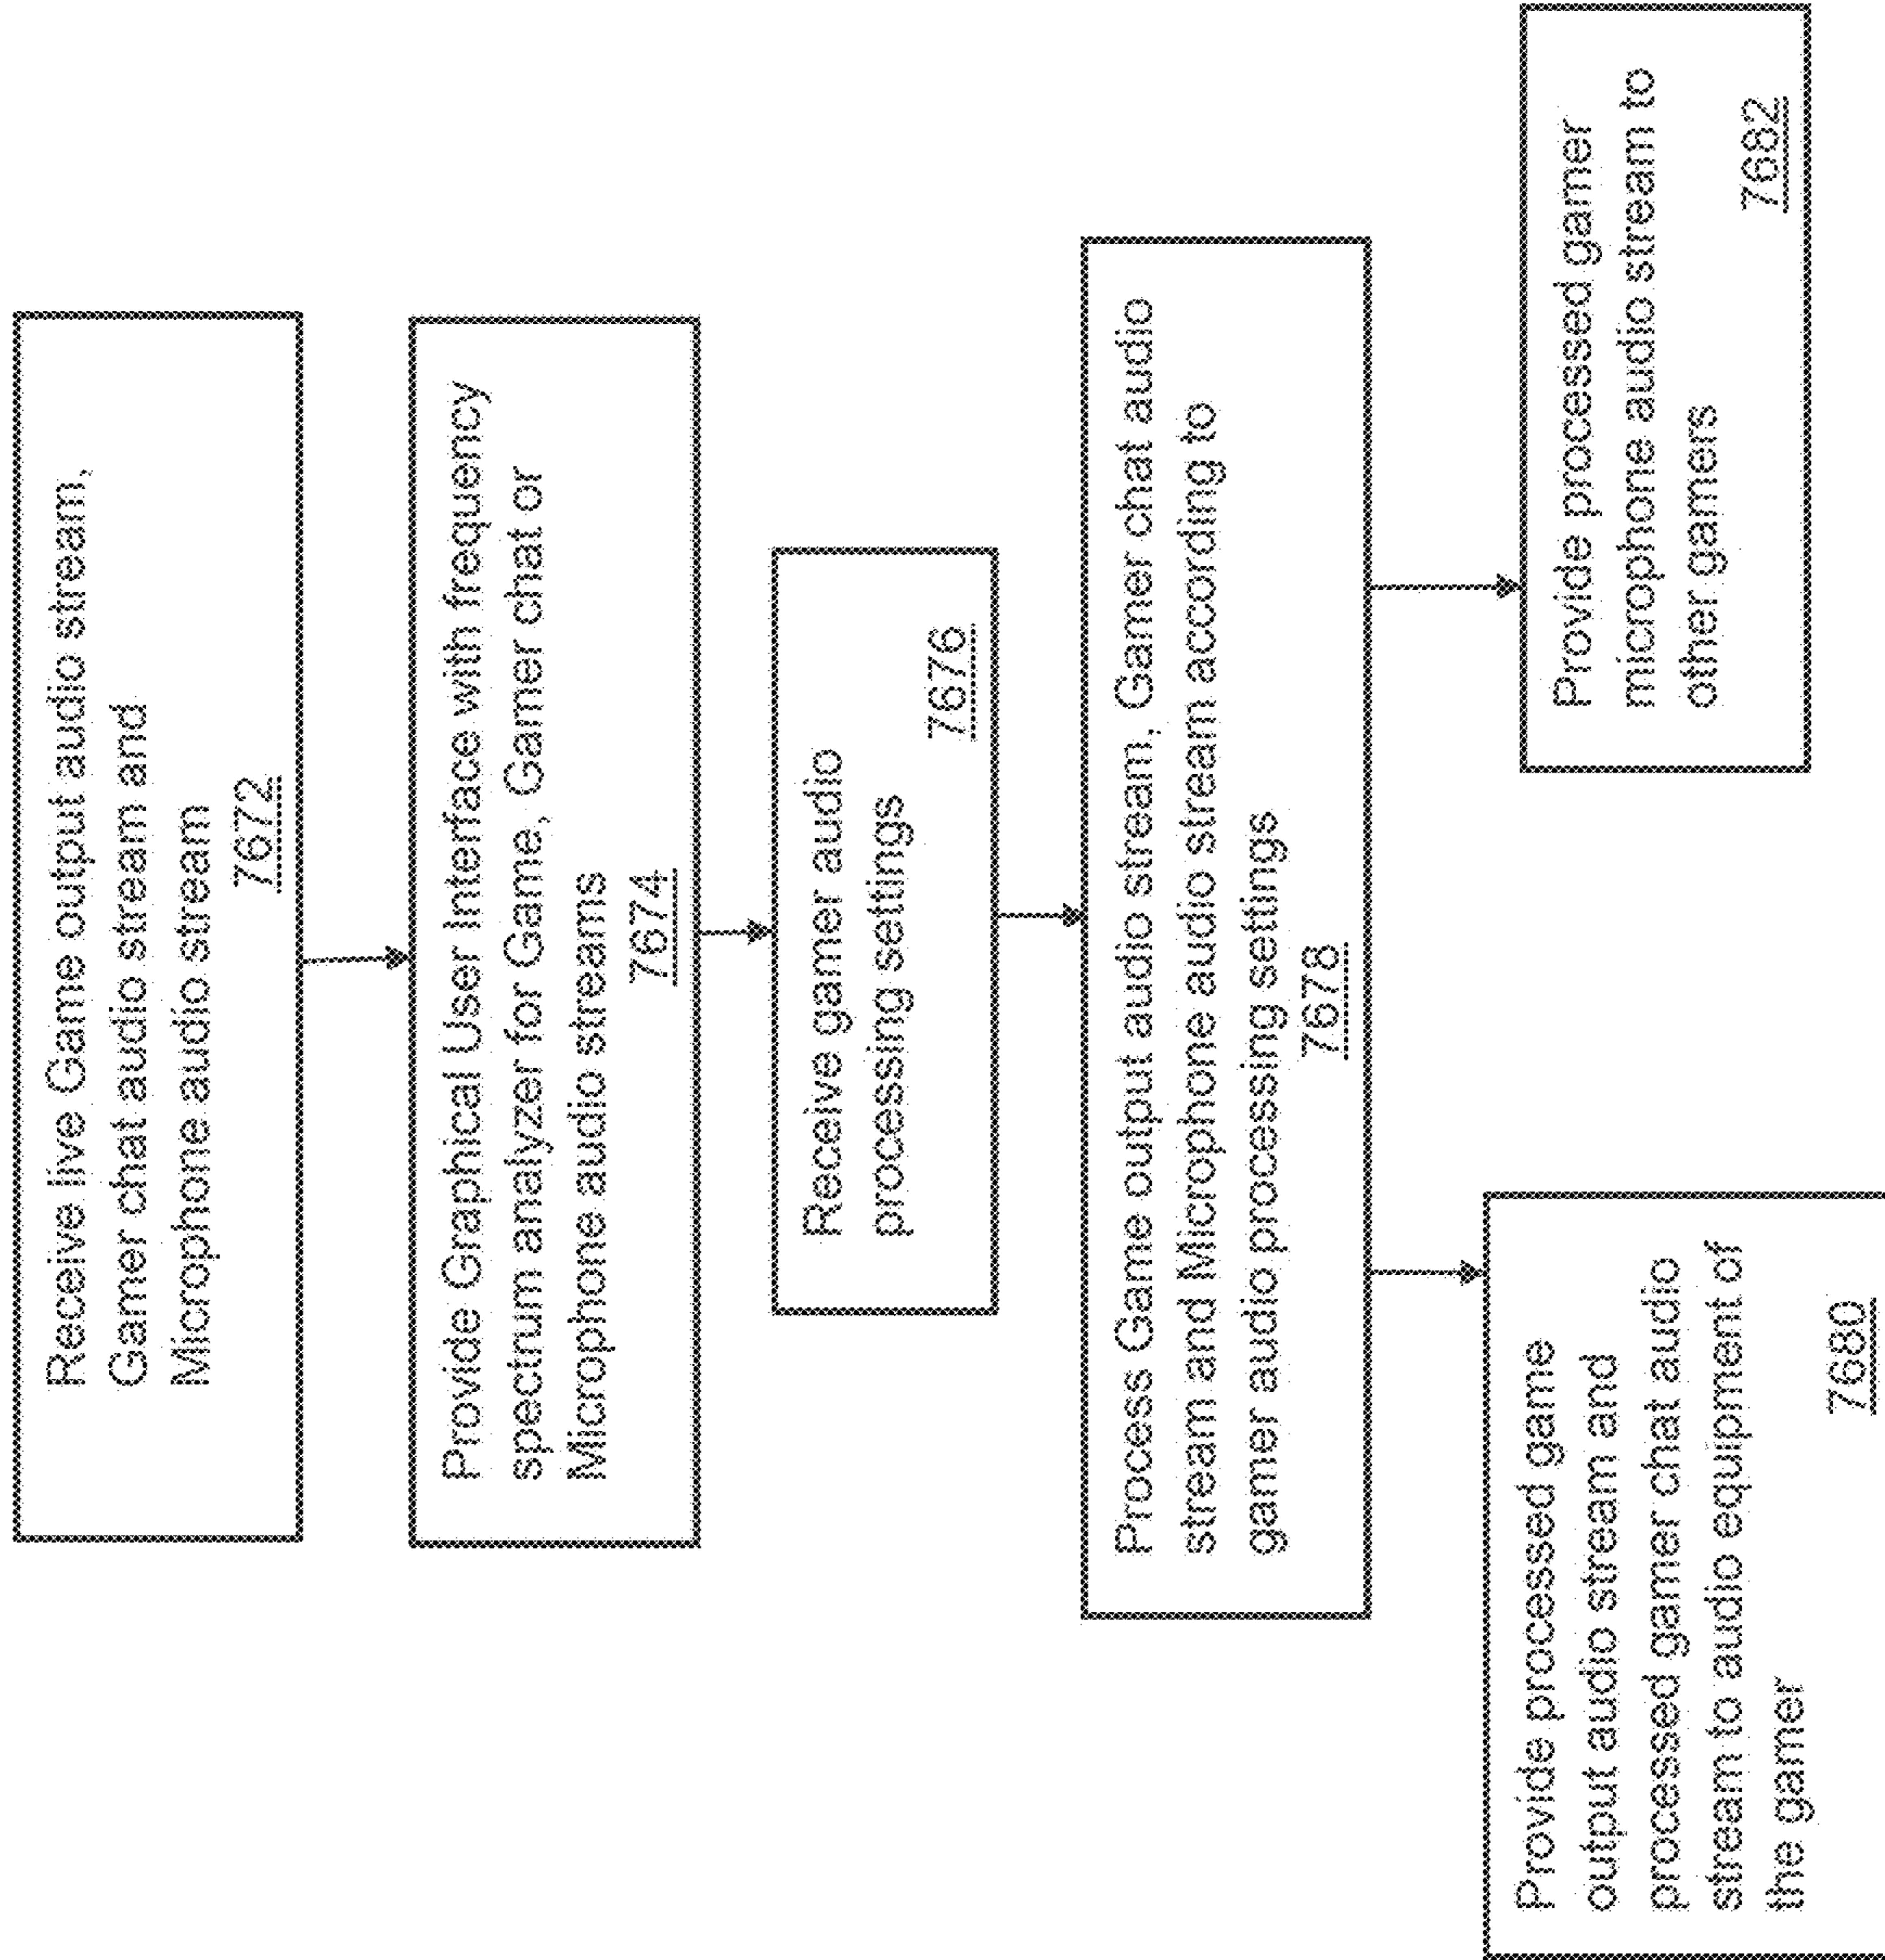 Receive live Game output audio stream,
Gamer chat audio stream and
Microphone audio stream
7672
Provide Graphical User Interface with frequency
spectrum analyzer for Game, Gamer chat or
Microphone audio streams
7674
Receive gamer audio
processing settings
7676
Process Game output audio stream, Gamer chat audio
stream and Microphone audio stream according to
gamer audio processing settings
7678
Provide processed game
output audio stream and
processed gamer chat audio
stream to audio equipment of
the gamer
7680
Provide processed gamer
microphone audio stream to
other gamers
7682